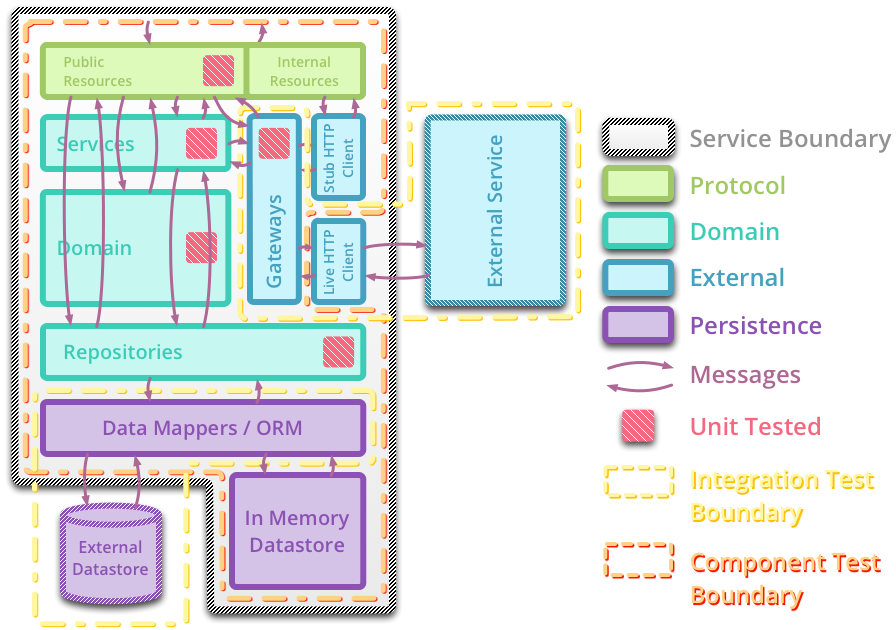 Public
Resources
Internal
Resources
Services
Stub HTTP
Client
Gateways
Domain
Live HTTP
Client
External Service
Repositories
Data Mappers / ORM
External
Datastore
In Memory
Datastore
Service Boundary
Protocol
Domain
External
Persistence
Messages
Unit Tested
Integration Test
Boundary
Component Test
Boundary